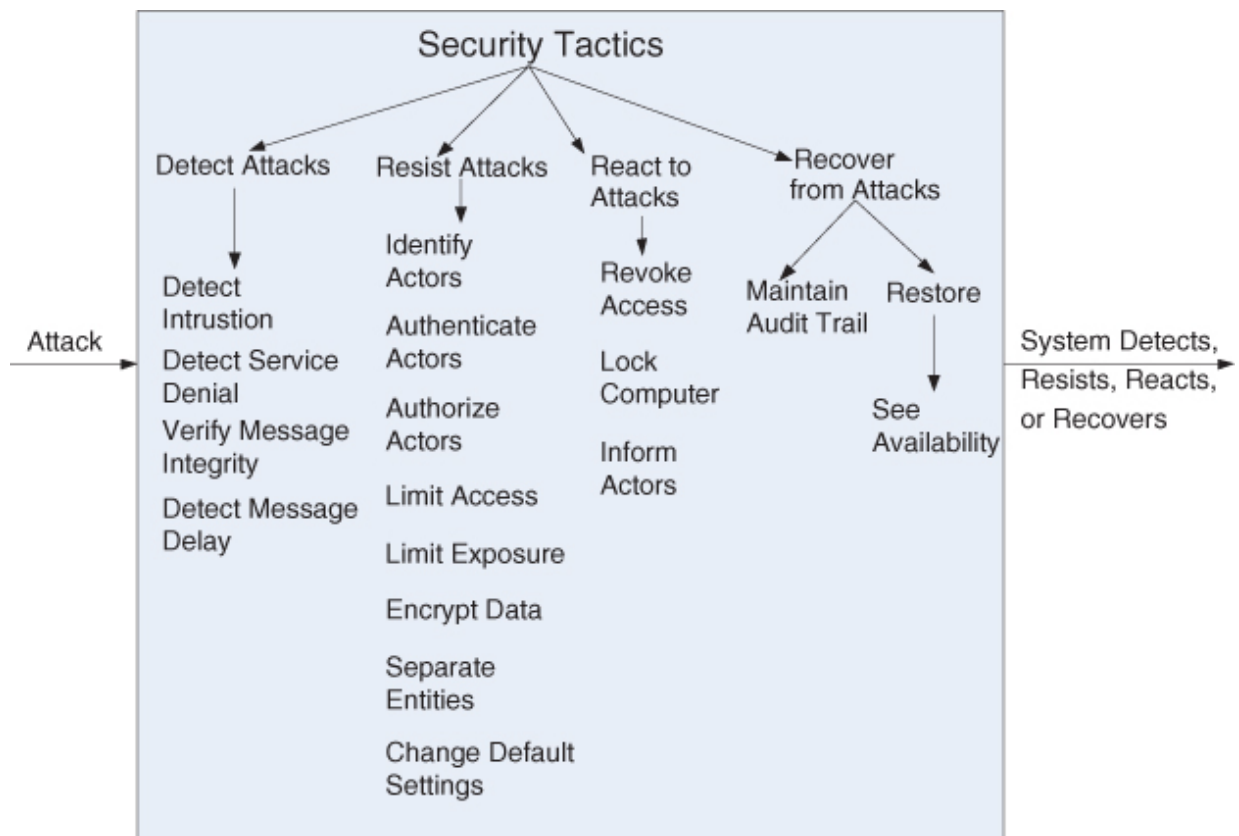 Security Tactics
Detect Attacks
Resist Attacks
React to
Attacks
Recover
from Attacks
Detect
Intrustion
Detect Service
Denial
Verify Message
Integrity
Detect Message
Delay
Identify
Actors
Authenticate
Actors
Authorize
Actors
Limit Access
Limit Exposure
Encrypt Data
Separate
Entities
Change Default
Settings
Revoke
Access
Lock
Computer
Inform
Actors
Maintain
Audit Trail
Restore
See
Availability
Attack
System Detects,
Resists, Reacts,
or Recovers